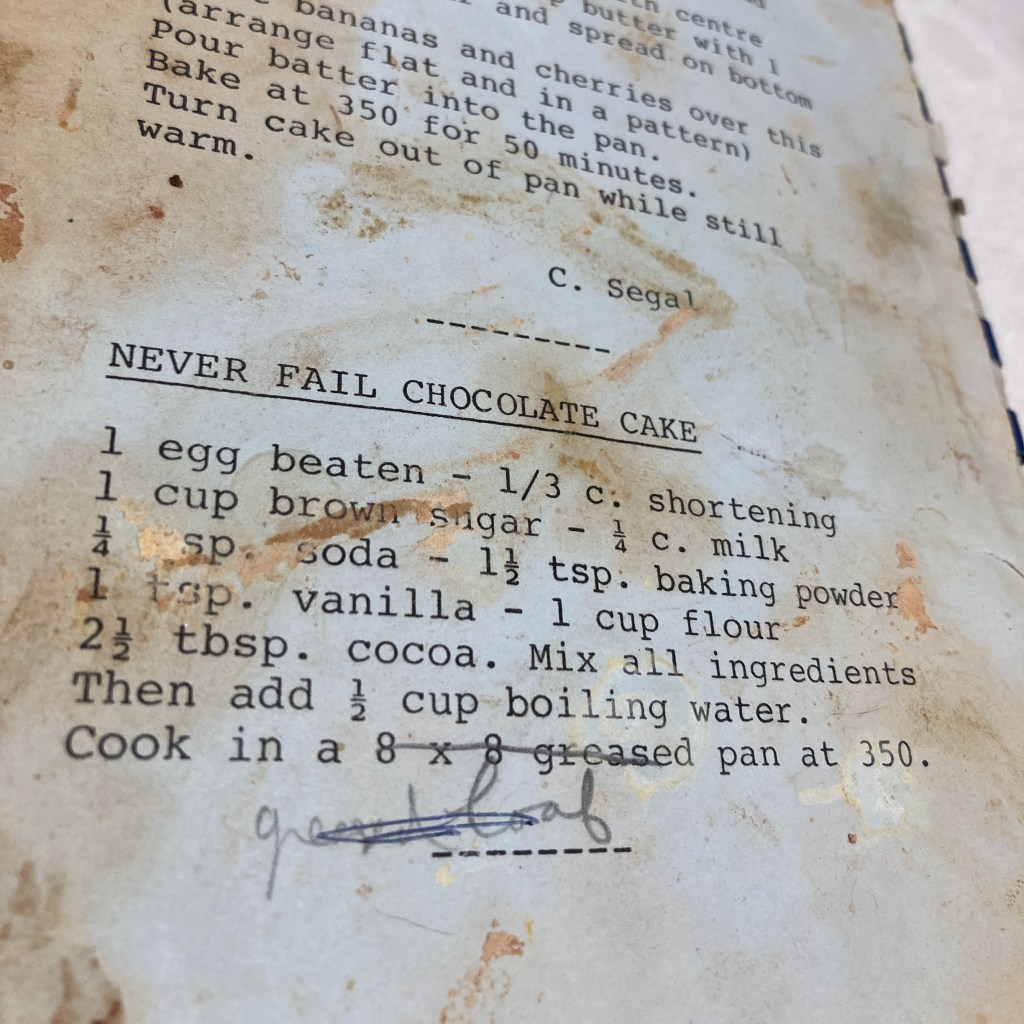 th centre
butter with 1
and spread on bottom
bananas and cherries over this
(arrange flat and in a pattern)
Pour batter into the pan.
Bake at 350 for 50 minutes.
Turn cake out of pan while still
warm.
C. Segal
---------
NEVER FAIL CHOCOLATE CAKE
1 egg beaten - 1/3 c. shortening
1 cup brown sugar - ¼ c. milk
¼ sp. soda - 1½ tsp. baking powder
1 tsp. vanilla - 1 cup flour
2½ tbsp. cocoa. Mix all ingredients
Then add ½ cup boiling water.
Cook in a 8 x 8 greased pan at 350.
loaf
--------